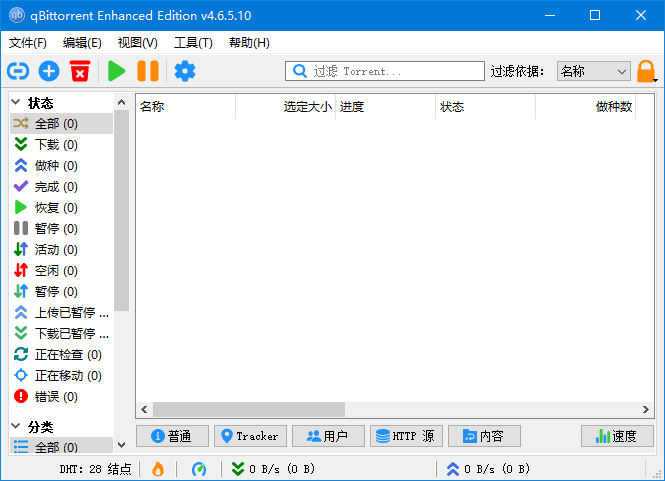 qBittorrent Enhanced Edition v4.6.5.10
文件(F) 编辑(E) 视图(V) 工具(T) 帮助(H)
过滤 Torrent... 过滤依据: 名称
状态
全部 (0)
下载 (0)
做种 (0)
完成 (0)
恢复 (0)
暂停 (0)
活动 (0)
空闲 (0)
暂停 (0)
上传已暂停 ...
下载已暂停 ...
正在检查 (0)
正在移动 (0)
错误 (0)
分类
全部 (0)
名称 选定大小 进度 状态 做种数
普通 Tracker 用户 HTTP 源 内容 速度
DHT: 28 结点 0 B/s (0 B) 0 B/s (0 B)